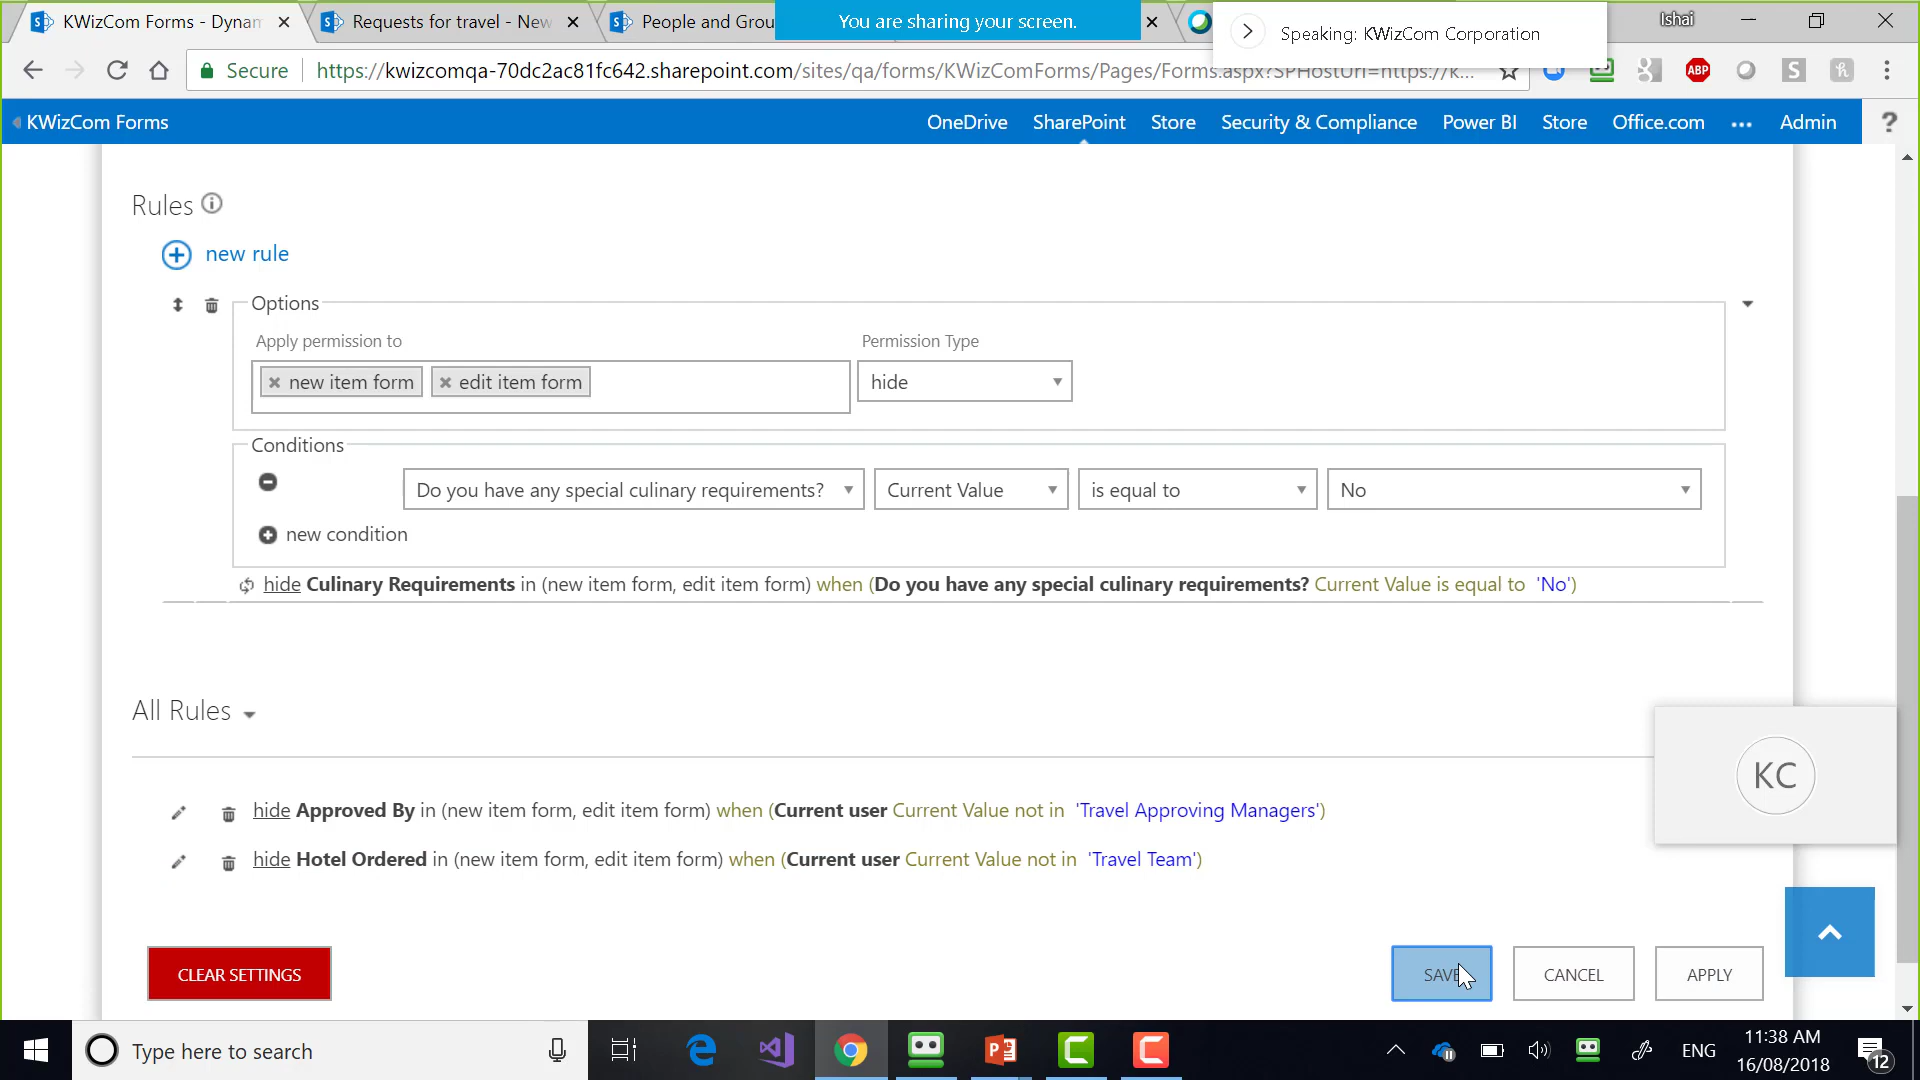 KWizCom Forms - Dynam
Requests for travel - New
People and Grou
You are sharing your screen.
Speaking: KWizCom Corporation
Ishai
Secure
https://kwizcomqa-70dc2ac81fc642.sharepoint.com/sites/qa/forms/KWizComForms/Pages/Forms.aspx?SPHostUrl=https://k...
ABP
S
h
KWizCom Forms
OneDrive
SharePoint
Store
Security & Compliance
Power BI
Store
Office.com
...
Admin
?
Rules
new rule
Options
Apply permission to
Permission Type
new item form
edit item form
hide
Conditions
Do you have any special culinary requirements?
Current Value
is equal to
No
new condition
hide Culinary Requirements in (new item form, edit item form) when (Do you have any special culinary requirements? Current Value is equal to 'No')
All Rules
KC
hide Approved By in (new item form, edit item form) when (Current user Current Value not in 'Travel Approving Managers')
hide Hotel Ordered in (new item form, edit item form) when (Current user Current Value not in 'Travel Team')
CLEAR SETTINGS
SAVE
CANCEL
APPLY
Type here to search
ENG
11:38 AM
16/08/2018
12